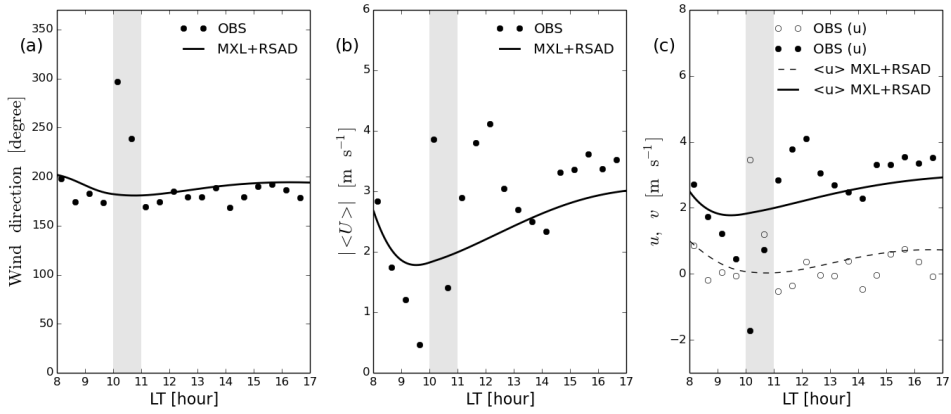 (a)
OBS
MXL+RSAD
Wind direction [degree]
350
300
250
200
150
100
50
0
8 9 10 11 12 13 14 15 16 17
LT [hour]
(b)
OBS
MXL+RSAD
|<U>| [m s⁻¹]
6
5
4
3
2
1
0
8 9 10 11 12 13 14 15 16 17
LT [hour]
(c)
OBS (u)
OBS (u)
<u> MXL+RSAD
<u> MXL+RSAD
u, v [m s⁻¹]
8
6
4
2
0
−2
8 9 10 11 12 13 14 15 16 17
LT [hour]